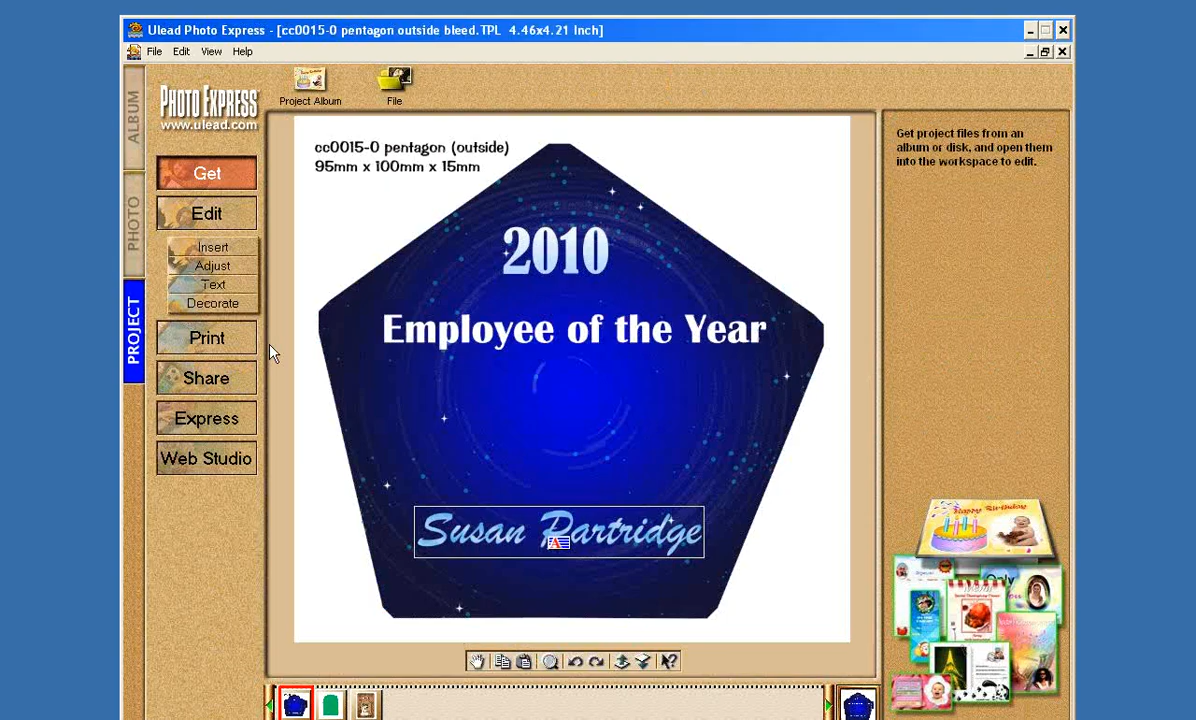 Ulead Photo Express - [cc0015-0 pentagon outside bleed.TPL 4.46x4.21 Inch]
File Edit View Help
ALBUM
PHOTO
PROJECT
PHOTO EXPRESS
www.ulead.com
Project Album
File
Get
Edit
Insert
Adjust
Text
Decorate
Print
Share
Express
Web Studio
cc0015-0 pentagon (outside)
95mm x 100mm x 15mm
2010
Employee of the Year
Susan Partridge
A
Get project files from an
album or disk, and open them
into the workspace to edit.
Happy Birthday
Only
Menu